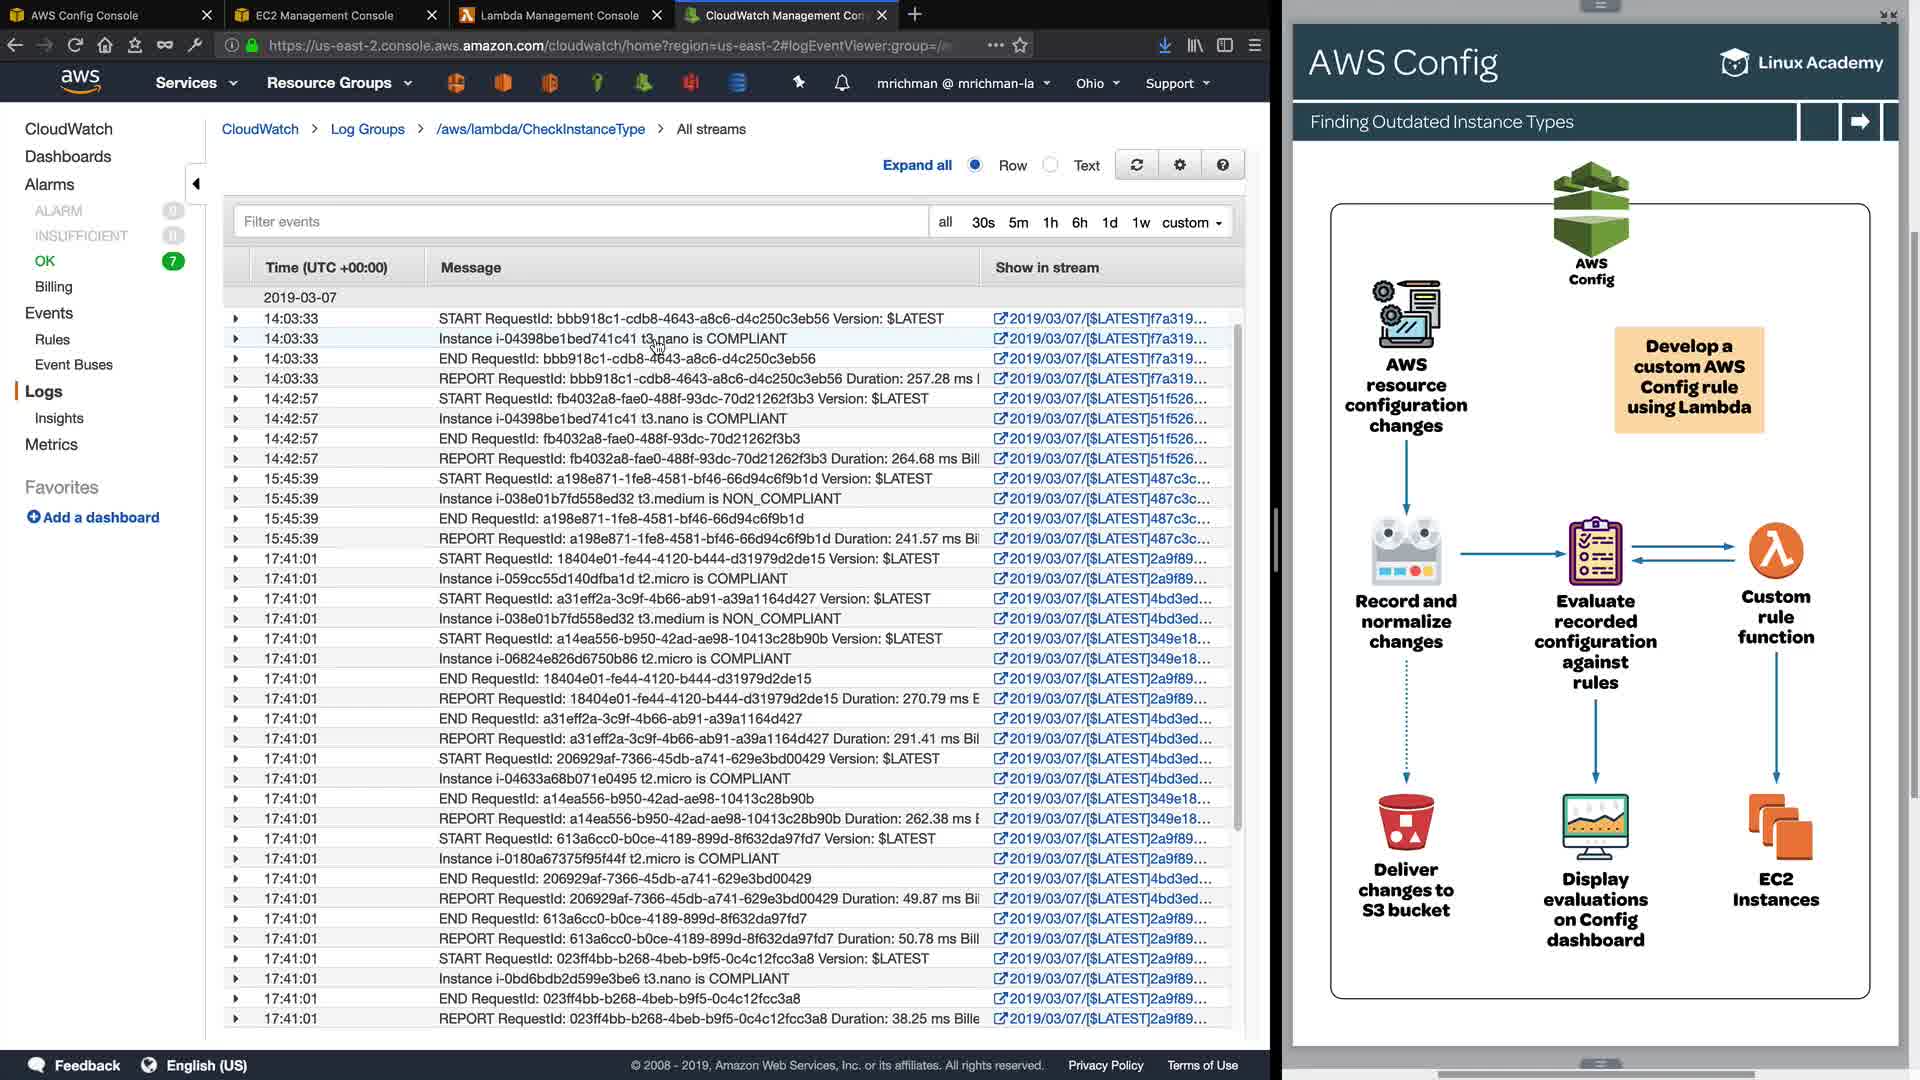 AWS Config Console
EC2 Management Console
Lambda Management Console
CloudWatch Management Con
https://us-east-2.console.aws.amazon.com/cloudwatch/home?region=us-east-2#logEventViewer:group=/a
aws
Services
Resource Groups
mrichman @ mrichman-la
Ohio
Support
CloudWatch
Dashboards
Alarms
ALARM 0
INSUFFICIENT 0
OK 7
Billing
Events
Rules
Event Buses
Logs
Insights
Metrics
Favorites
Add a dashboard
CloudWatch > Log Groups > /aws/lambda/CheckInstanceType > All streams
Expand all Row Text
Filter events
all 30s 5m 1h 6h 1d 1w custom
Time (UTC +00:00) Message Show in stream
2019-03-07
14:03:33 START RequestId: bbb918c1-cdb8-4643-a8c6-d4c250c3eb56 Version: $LATEST 2019/03/07/[$LATEST]f7a319...
14:03:33 Instance i-04398be1bed741c41 t3.nano is COMPLIANT 2019/03/07/[$LATEST]f7a319...
14:03:33 END RequestId: bbb918c1-cdb8-4643-a8c6-d4c250c3eb56 2019/03/07/[$LATEST]f7a319...
14:03:33 REPORT RequestId: bbb918c1-cdb8-4643-a8c6-d4c250c3eb56 Duration: 257.28 ms 2019/03/07/[$LATEST]f7a319...
14:42:57 START RequestId: fb4032a8-fae0-488f-93dc-70d21262f3b3 Version: $LATEST 2019/03/07/[$LATEST]51f526...
14:42:57 Instance i-04398be1bed741c41 t3.nano is COMPLIANT 2019/03/07/[$LATEST]51f526...
14:42:57 END RequestId: fb4032a8-fae0-488f-93dc-70d21262f3b3 2019/03/07/[$LATEST]51f526...
14:42:57 REPORT RequestId: fb4032a8-fae0-488f-93dc-70d21262f3b3 Duration: 264.68 ms Bil 2019/03/07/[$LATEST]51f526...
15:45:39 START RequestId: a198e871-1fe8-4581-bf46-66d94c6f9b1d Version: $LATEST 2019/03/07/[$LATEST]487c3c...
15:45:39 Instance i-038e01b7fd558ed32 t3.medium is NON_COMPLIANT 2019/03/07/[$LATEST]487c3c...
15:45:39 END RequestId: a198e871-1fe8-4581-bf46-66d94c6f9b1d 2019/03/07/[$LATEST]487c3c...
15:45:39 REPORT RequestId: a198e871-1fe8-4581-bf46-66d94c6f9b1d Duration: 241.57 ms Bil 2019/03/07/[$LATEST]487c3c...
17:41:01 START RequestId: 18404e01-fe44-4120-b444-d31979d2de15 Version: $LATEST 2019/03/07/[$LATEST]2a9f89...
17:41:01 Instance i-059cc55d140dfba1d t2.micro is COMPLIANT 2019/03/07/[$LATEST]2a9f89...
17:41:01 START RequestId: a31eff2a-3c9f-4b66-ab91-a39a1164d427 Version: $LATEST 2019/03/07/[$LATEST]4bd3ed...
17:41:01 Instance i-038e01b7fd558ed32 t3.medium is NON_COMPLIANT 2019/03/07/[$LATEST]4bd3ed...
17:41:01 START RequestId: a14ea556-b950-42ad-ae98-10413c28b90b Version: $LATEST 2019/03/07/[$LATEST]349e18...
17:41:01 Instance i-06824e826d6750b86 t2.micro is COMPLIANT 2019/03/07/[$LATEST]349e18...
17:41:01 END RequestId: 18404e01-fe44-4120-b444-d31979d2de15 2019/03/07/[$LATEST]2a9f89...
17:41:01 REPORT RequestId: 18404e01-fe44-4120-b444-d31979d2de15 Duration: 270.79 ms 2019/03/07/[$LATEST]2a9f89...
17:41:01 END RequestId: a31eff2a-3c9f-4b66-ab91-a39a1164d427 2019/03/07/[$LATEST]4bd3ed...
17:41:01 REPORT RequestId: a31eff2a-3c9f-4b66-ab91-a39a1164d427 Duration: 291.41 ms Bil 2019/03/07/[$LATEST]4bd3ed...
17:41:01 START RequestId: 206929af-7366-45db-a741-629e3bd00429 Version: $LATEST 2019/03/07/[$LATEST]4bd3ed...
17:41:01 Instance i-04633a68b071e0495 t2.micro is COMPLIANT 2019/03/07/[$LATEST]4bd3ed...
17:41:01 END RequestId: a14ea556-b950-42ad-ae98-10413c28b90b 2019/03/07/[$LATEST]349e18...
17:41:01 REPORT RequestId: a14ea556-b950-42ad-ae98-10413c28b90b Duration: 262.38 ms 2019/03/07/[$LATEST]349e18...
17:41:01 START RequestId: 613a6cc0-b0ce-4189-899d-8f632da97fd7 Version: $LATEST 2019/03/07/[$LATEST]2a9f89...
17:41:01 Instance i-0180a67375f95f44f t2.micro is COMPLIANT 2019/03/07/[$LATEST]2a9f89...
17:41:01 END RequestId: 206929af-7366-45db-a741-629e3bd00429 2019/03/07/[$LATEST]4bd3ed...
17:41:01 REPORT RequestId: 206929af-7366-45db-a741-629e3bd00429 Duration: 49.87 ms Bil 2019/03/07/[$LATEST]4bd3ed...
17:41:01 END RequestId: 613a6cc0-b0ce-4189-899d-8f632da97fd7 2019/03/07/[$LATEST]2a9f89...
17:41:01 REPORT RequestId: 613a6cc0-b0ce-4189-899d-8f632da97fd7 Duration: 50.78 ms Bill 2019/03/07/[$LATEST]2a9f89...
17:41:01 START RequestId: 023ff4bb-b268-4beb-b9f5-0c4c12fcc3a8 Version: $LATEST 2019/03/07/[$LATEST]2a9f89...
17:41:01 Instance i-0bd6bdb2d599e3be6 t3.nano is COMPLIANT 2019/03/07/[$LATEST]2a9f89...
17:41:01 END RequestId: 023ff4bb-b268-4beb-b9f5-0c4c12fcc3a8 2019/03/07/[$LATEST]2a9f89...
17:41:01 REPORT RequestId: 023ff4bb-b268-4beb-b9f5-0c4c12fcc3a8 Duration: 38.25 ms Bille 2019/03/07/[$LATEST]2a9f89...
Feedback
English (US)
© 2008 - 2019, Amazon Web Services, Inc. or its affiliates. All rights reserved.
Privacy Policy
Terms of Use
AWS Config
Linux Academy
Finding Outdated Instance Types
AWS
Config
AWS
resource
configuration
changes
Develop a
custom AWS
Config rule
using Lambda
Record and
normalize
changes
Evaluate
recorded
configuration
against
rules
Custom
rule
function
Deliver
changes to
S3 bucket
Display
evaluations
on Config
dashboard
EC2
Instances